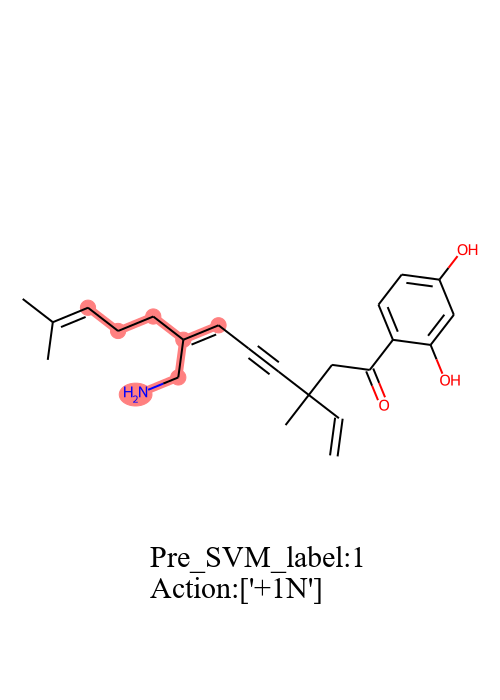 OH
H2N
OH
O
Pre_SVM_label:1
Action:['+1N']